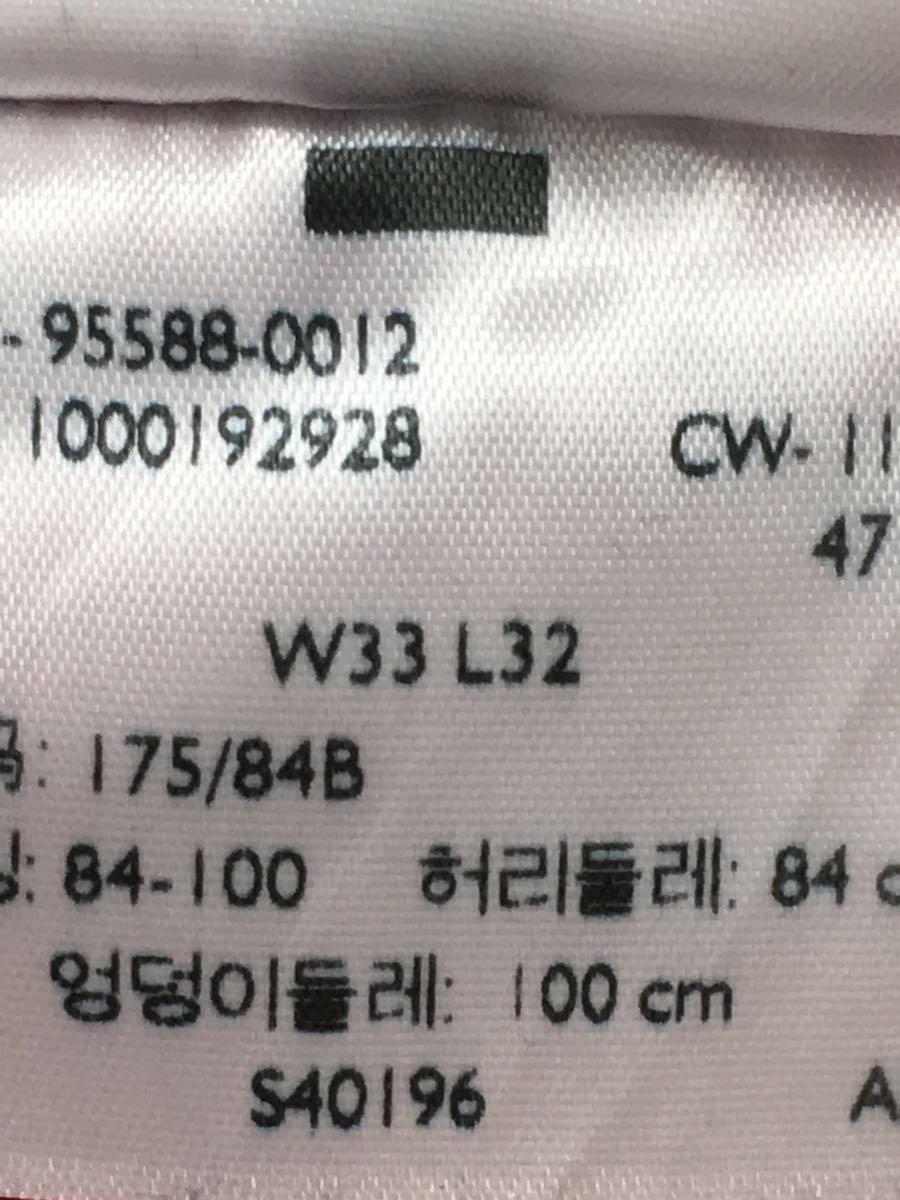 - 95588-0012
1000192928 CW- 11
47
W33 L32
: 175/84B
: 84-100 허리둘레: 84 c
엉덩이둘레: 100 cm
S40196 A